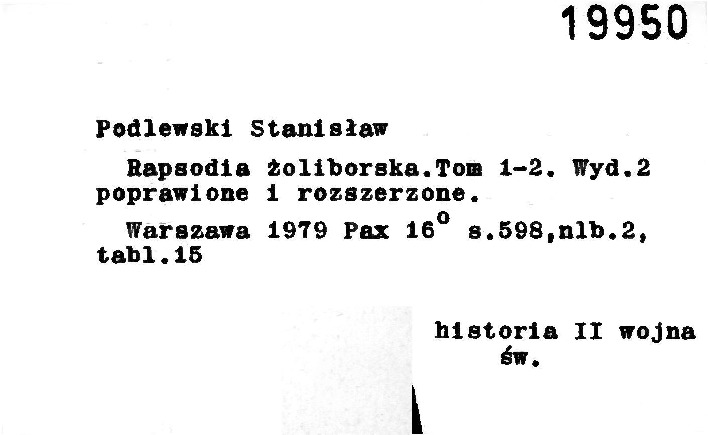 19950
Podlewski Stanisław
Rapsodia żoliborska.Tom 1-2. Wyd.2
poprawione i rozszerzone.
Warszawa 1979 Pax 16º s.598,nlb.2,
tabl.15
historia II wojna
św.